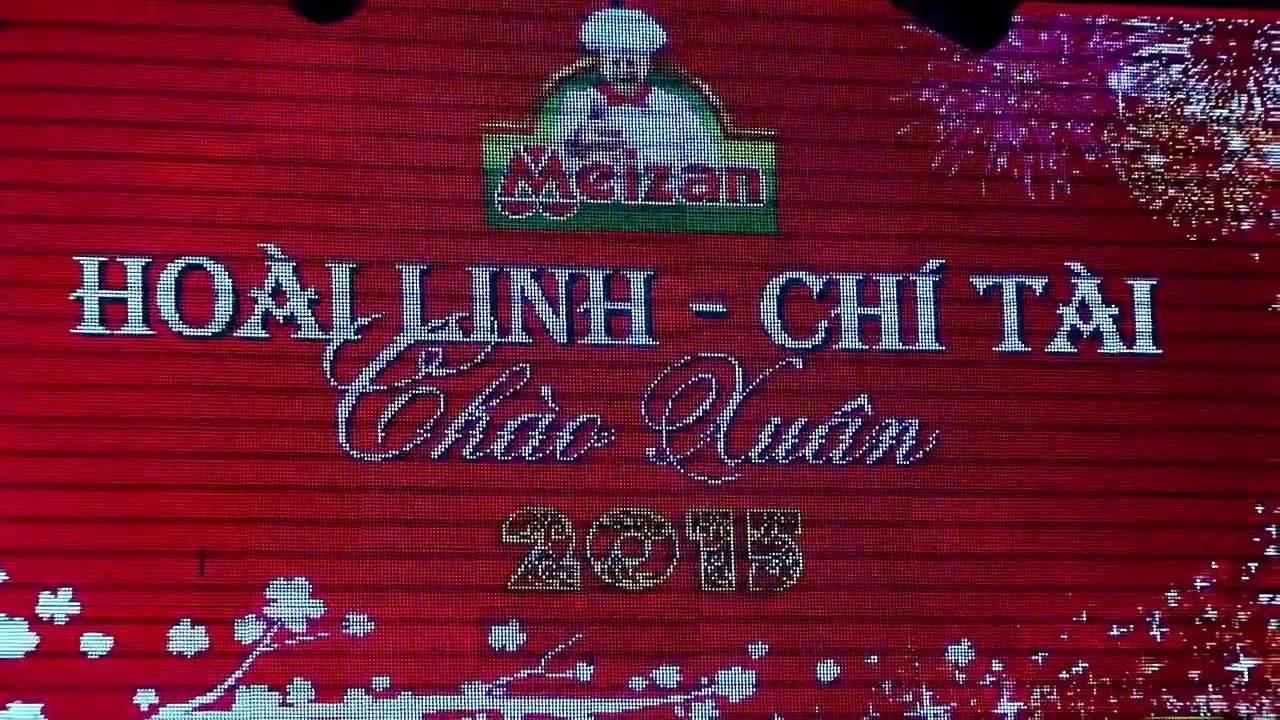 Meizan
HOÀI LINH - CHÍ TÀI
Chào Xuân
2015